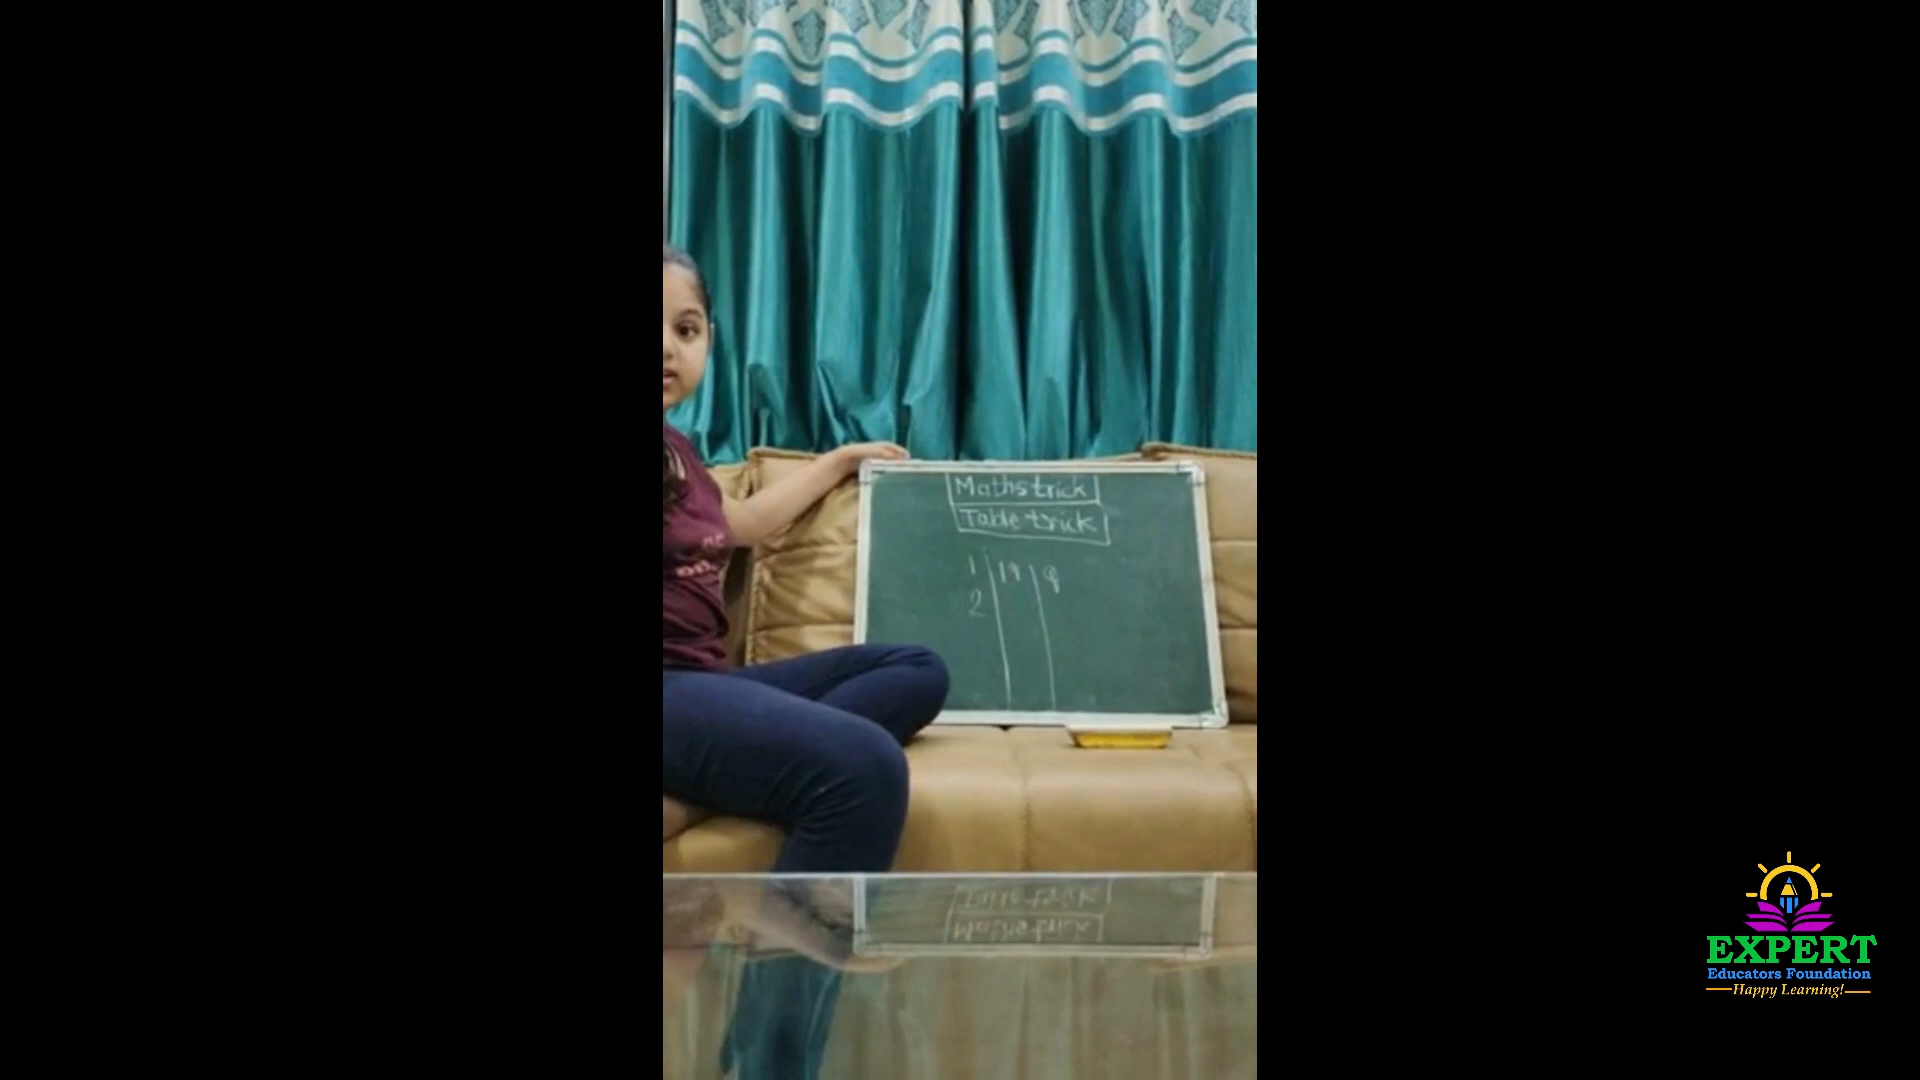 Maths trick
Table trick
1 19 9
2
EXPERT
Educators Foundation
Happy Learning!